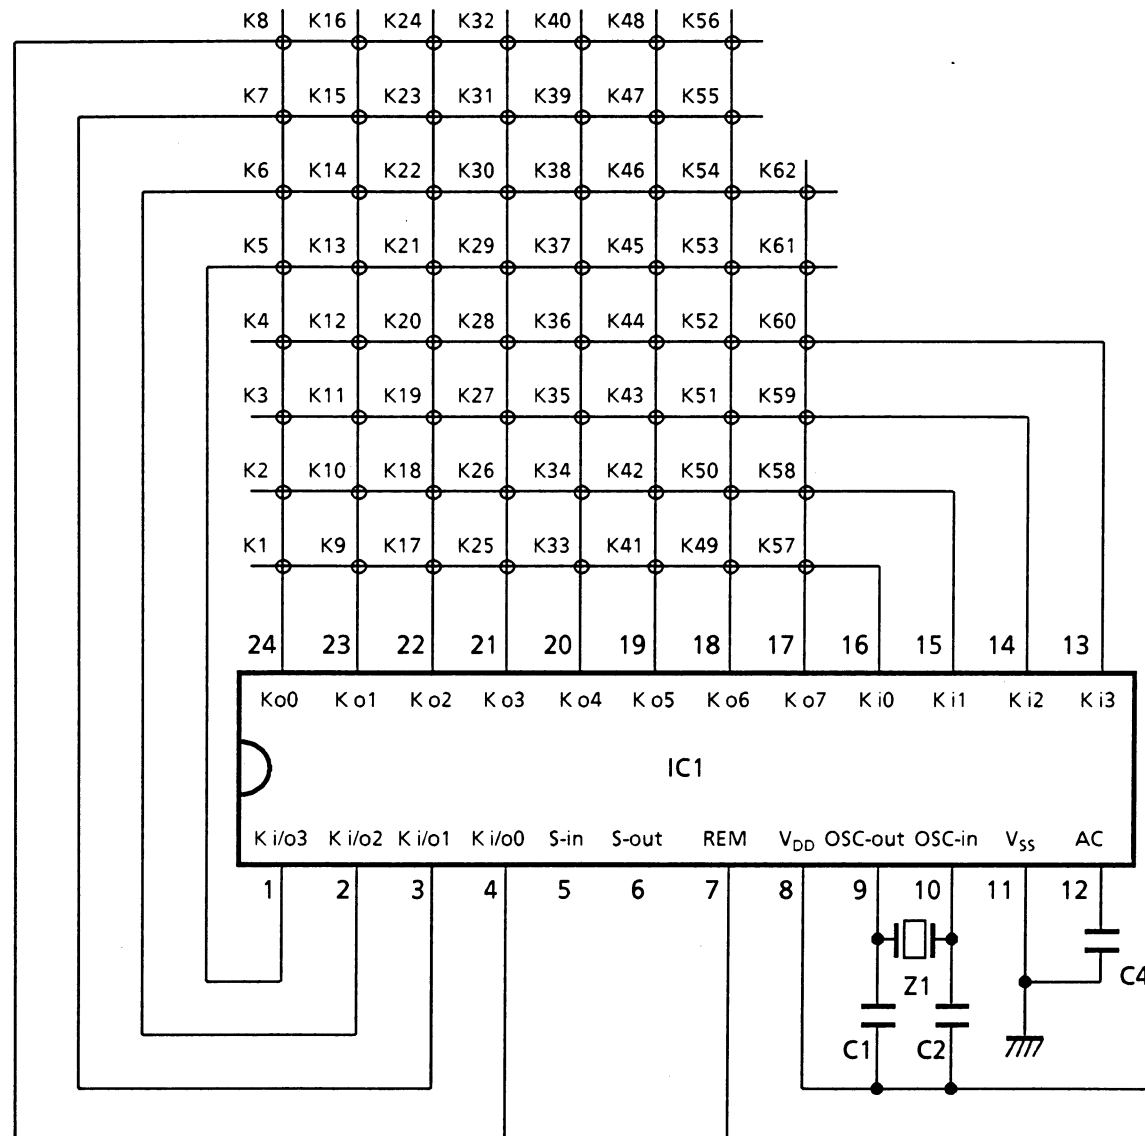 K8 K16 K24 K32 K40 K48 K56
K7 K15 K23 K31 K39 K47 K55
K6 K14 K22 K30 K38 K46 K54 K62
K5 K13 K21 K29 K37 K45 K53 K61
K4 K12 K20 K28 K36 K44 K52 K60
K3 K11 K19 K27 K35 K43 K51 K59
K2 K10 K18 K26 K34 K42 K50 K58
K1 K9 K17 K25 K33 K41 K49 K57
24 23 22 21 20 19 18 17 16 15 14 13
Ko0 K o1 K o2 K o3 K o4 K o5 K o6 K o7 K i0 K i1 K i2 K i3
IC1
K i/o3 K i/o2 K i/o1 K i/o0 S-in S-out REM VDD OSC-out OSC-in VSS AC
1 2 3 4 5 6 7 8 9 10 11 12
Z1 C4
C1 C2